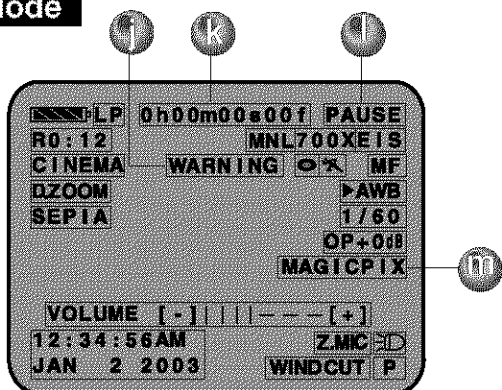 Mode
j k l
LP 0h00m00s00f PAUSE
R0:12 MNL700XEIS
CINEMA WARNING MF
D.ZOOM ▶AWB
SEPIA 1/60
OP+0dB
MAGICPIX m
VOLUME [-]||||---[+]
12:34:56AM Z.MIC
JAN 2 2003 WINDCUT P